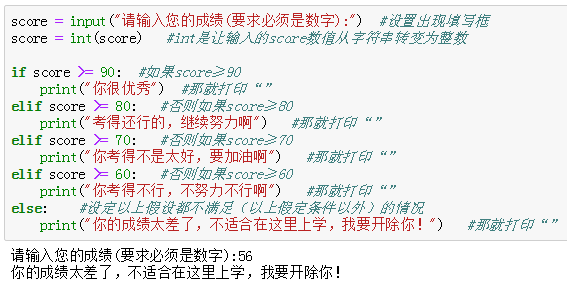 score = input("请输入您的成绩(要求必须是数字):")  #设置出现填写框
score = int(score)   #int是让输入的score数值从字符串转变为整数
if score >= 90:  #如果score≥90
    print("你很优秀")  #那就打印“”
elif score >= 80:   #否则如果score≥80
    print("考得还行的，继续努力啊")   #那就打印“”
elif score >= 70:   #否则如果score≥70
    print("你考得不是太好，要加油啊")    #那就打印“”
elif score >= 60:   #否则如果score≥60
    print("你考得不行，不努力不行啊")    #那就打印“”
else:    #设定以上假设都不满足（以上假定条件以外）的情况
    print("你的成绩太差了，不适合在这里上学，我要开除你！")   #那就打印“”
请输入您的成绩(要求必须是数字):56
你的成绩太差了，不适合在这里上学，我要开除你！